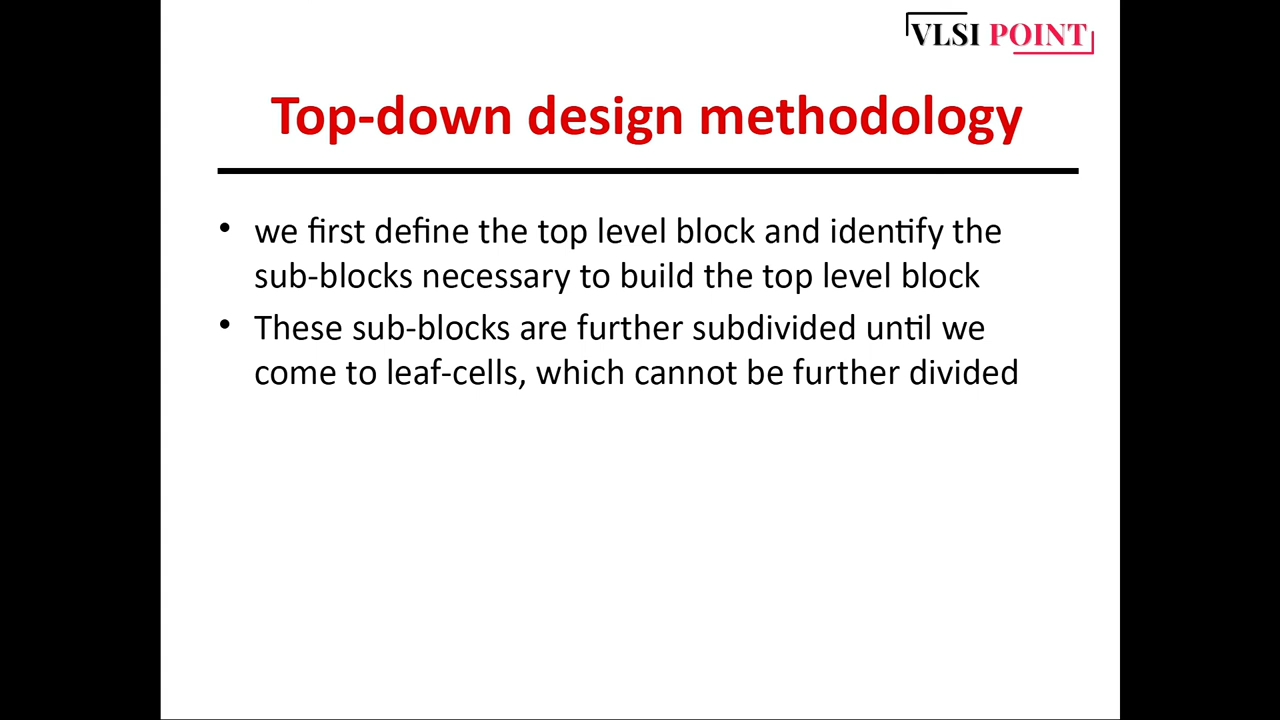 VLSI POINT
Top-down design methodology
• we first define the top level block and identify the
sub-blocks necessary to build the top level block
• These sub-blocks are further subdivided until we
come to leaf-cells, which cannot be further divided